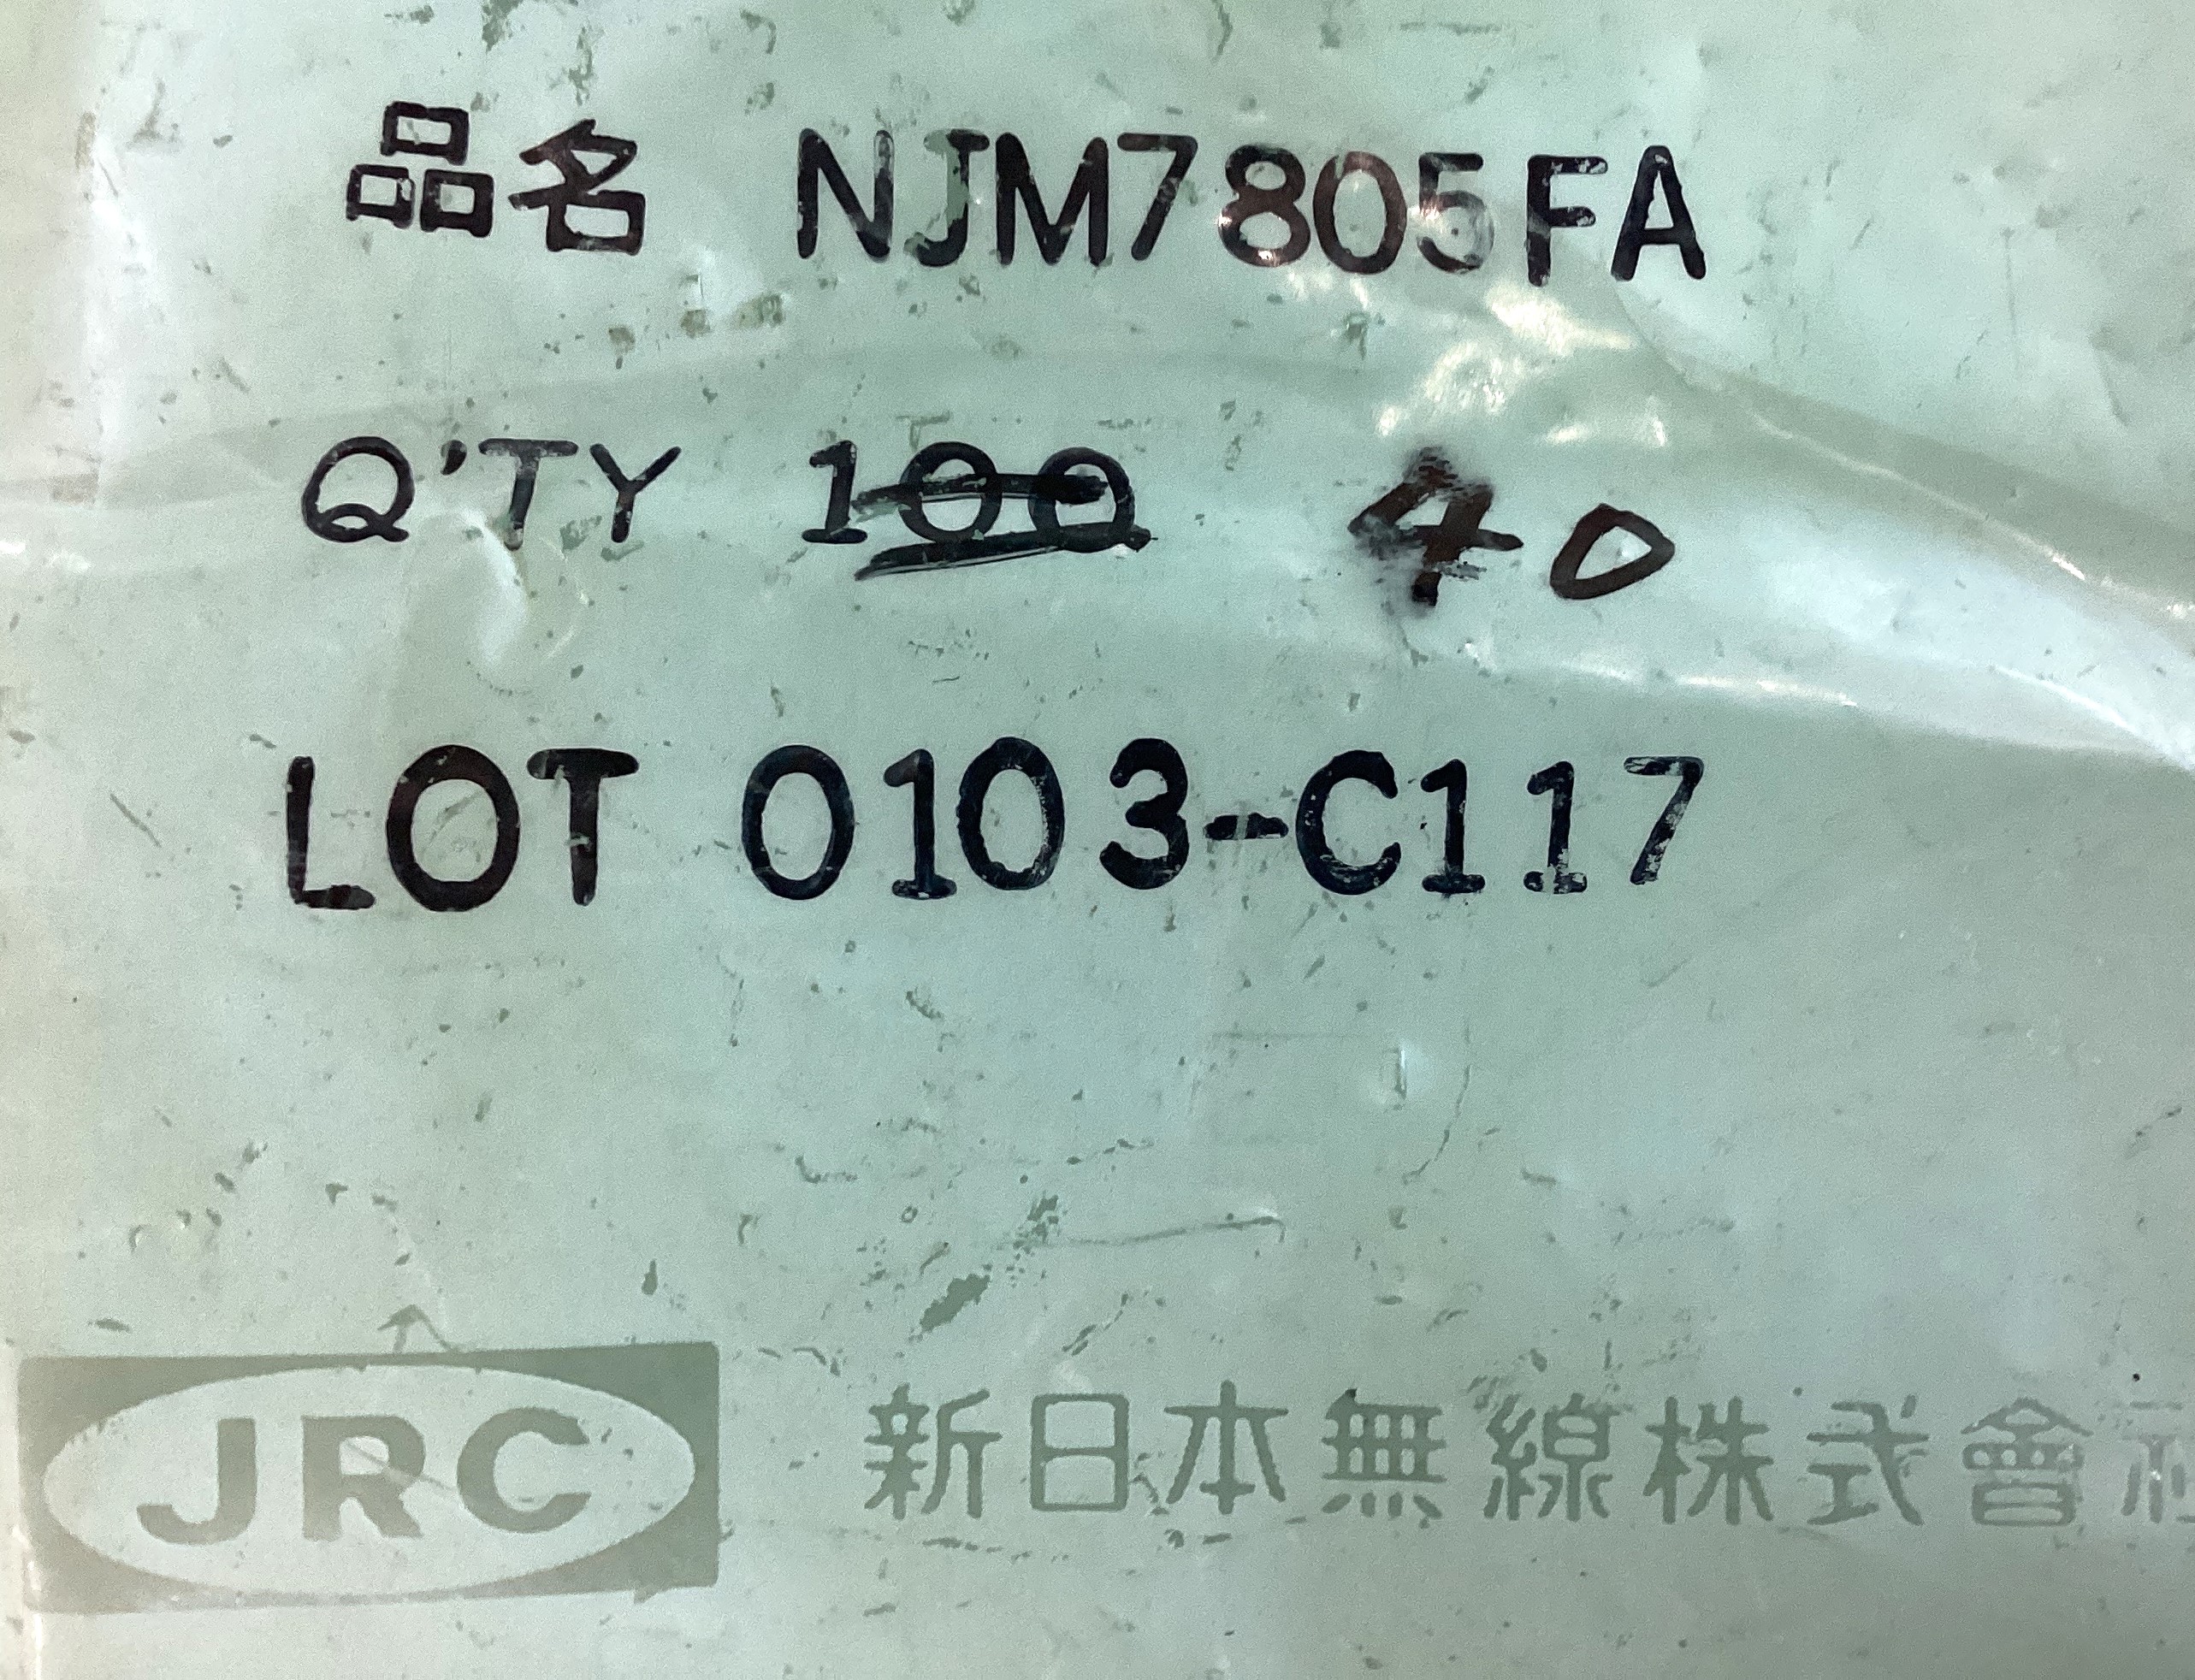 品名 NJM7805FA
Q'TY 100 40
LOT 0103-C117
JRC 新日本無線株式會社